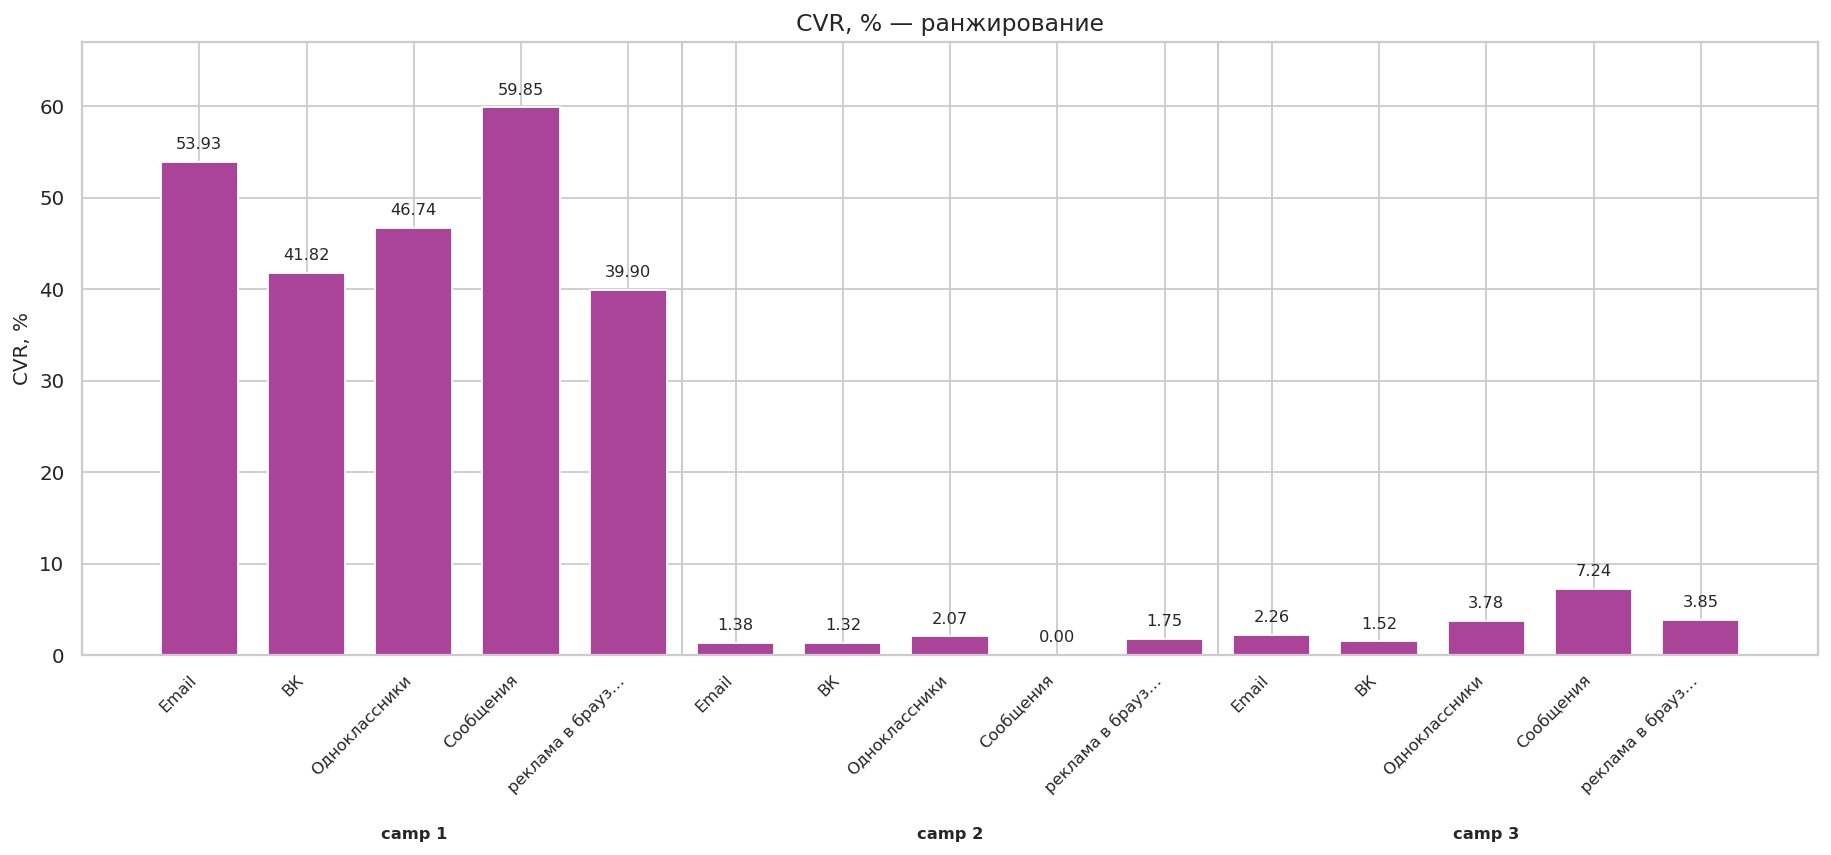 CVR, % — ранжирование
CVR, %
60
50
40
30
20
10
0
53.93
41.82
46.74
59.85
39.90
1.38
1.32
2.07
0.00
1.75
2.26
1.52
3.78
7.24
3.85
Email
ВК
Одноклассники
Сообщения
реклама в брауз...
Email
ВК
Одноклассники
Сообщения
реклама в брауз...
Email
ВК
Одноклассники
Сообщения
реклама в брауз...
camp 1
camp 2
camp 3